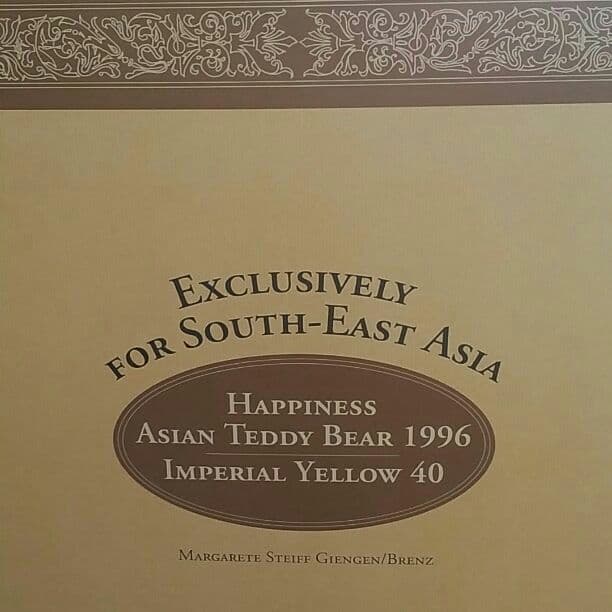 Exclusively
for South-East Asia
Happiness
Asian Teddy Bear 1996
Imperial Yellow 40
Margarete Steiff Giengen/Brenz